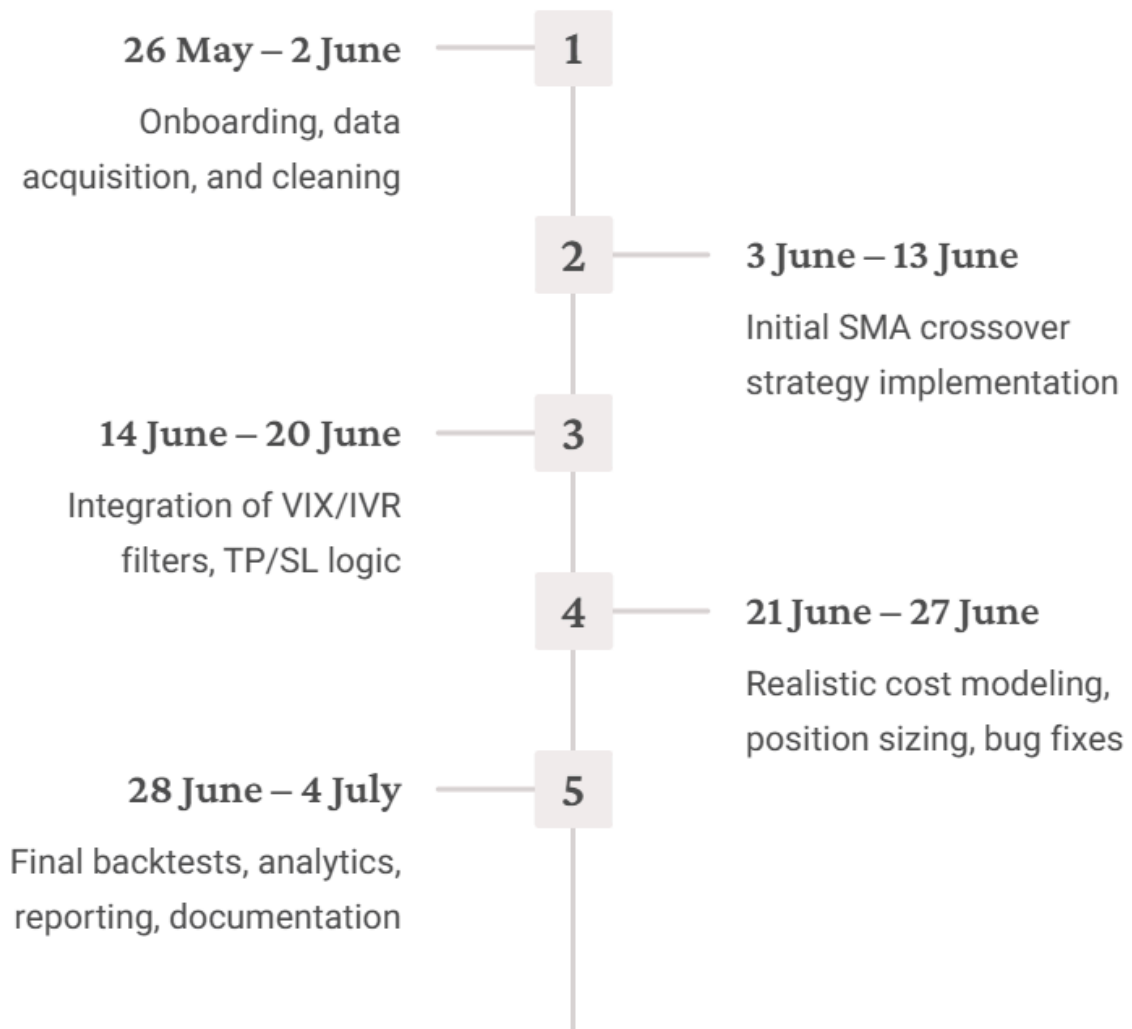 1
26 May – 2 June
Onboarding, data
acquisition, and cleaning
2
3 June – 13 June
Initial SMA crossover
strategy implementation
3
14 June – 20 June
Integration of VIX/IVR
filters, TP/SL logic
4
21 June – 27 June
Realistic cost modeling,
position sizing, bug fixes
5
28 June – 4 July
Final backtests, analytics,
reporting, documentation